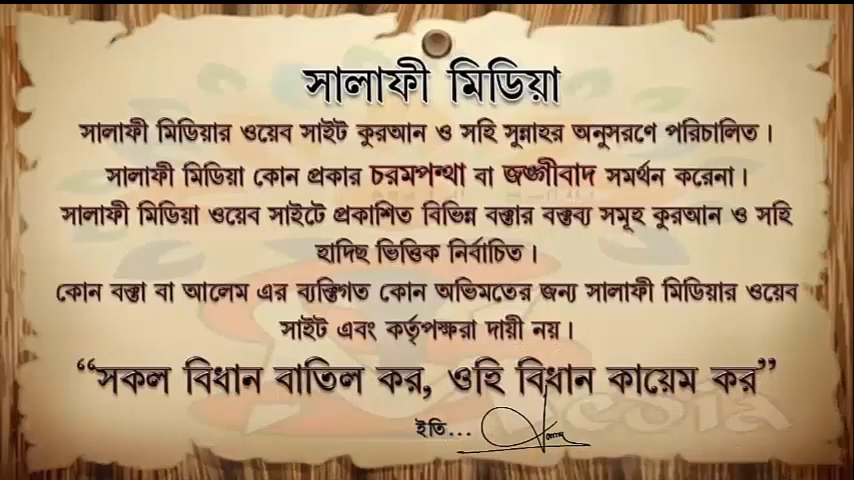 সালাফী মিডিয়া
সালাফী মিডিয়ার ওয়েব সাইট কুরআন ও সহি সুন্নাহর অনুসরণে পরিচালিত।
সালাফী মিডিয়া কোন প্রকার চরমপন্থা বা জঙ্গীবাদ সমর্থন করেনা।
সালাফী মিডিয়া ওয়েব সাইটে প্রকাশিত বিভিন্ন বক্তার বক্তব্য সমূহ কুরআন ও সহি
হাদিছ ভিত্তিক নির্বাচিত।
কোন বক্তা বা আলেম এর ব্যক্তিগত কোন অভিমতের জন্য সালাফী মিডিয়ার ওয়েব
সাইট এবং কর্তৃপক্ষরা দায়ী নয়।
“সকল বিধান বাতিল কর, ওহি বিধান কায়েম কর”
ইতি...